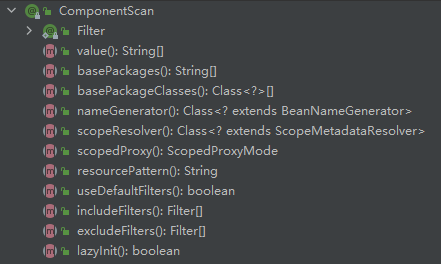 ComponentScan
Filter
value(): String[]
basePackages(): String[]
basePackageClasses(): Class<?>[]
nameGenerator(): Class<? extends BeanNameGenerator>
scopeResolver(): Class<? extends ScopeMetadataResolver>
scopedProxy(): ScopedProxyMode
resourcePattern(): String
useDefaultFilters(): boolean
includeFilters(): Filter[]
excludeFilters(): Filter[]
lazyInit(): boolean